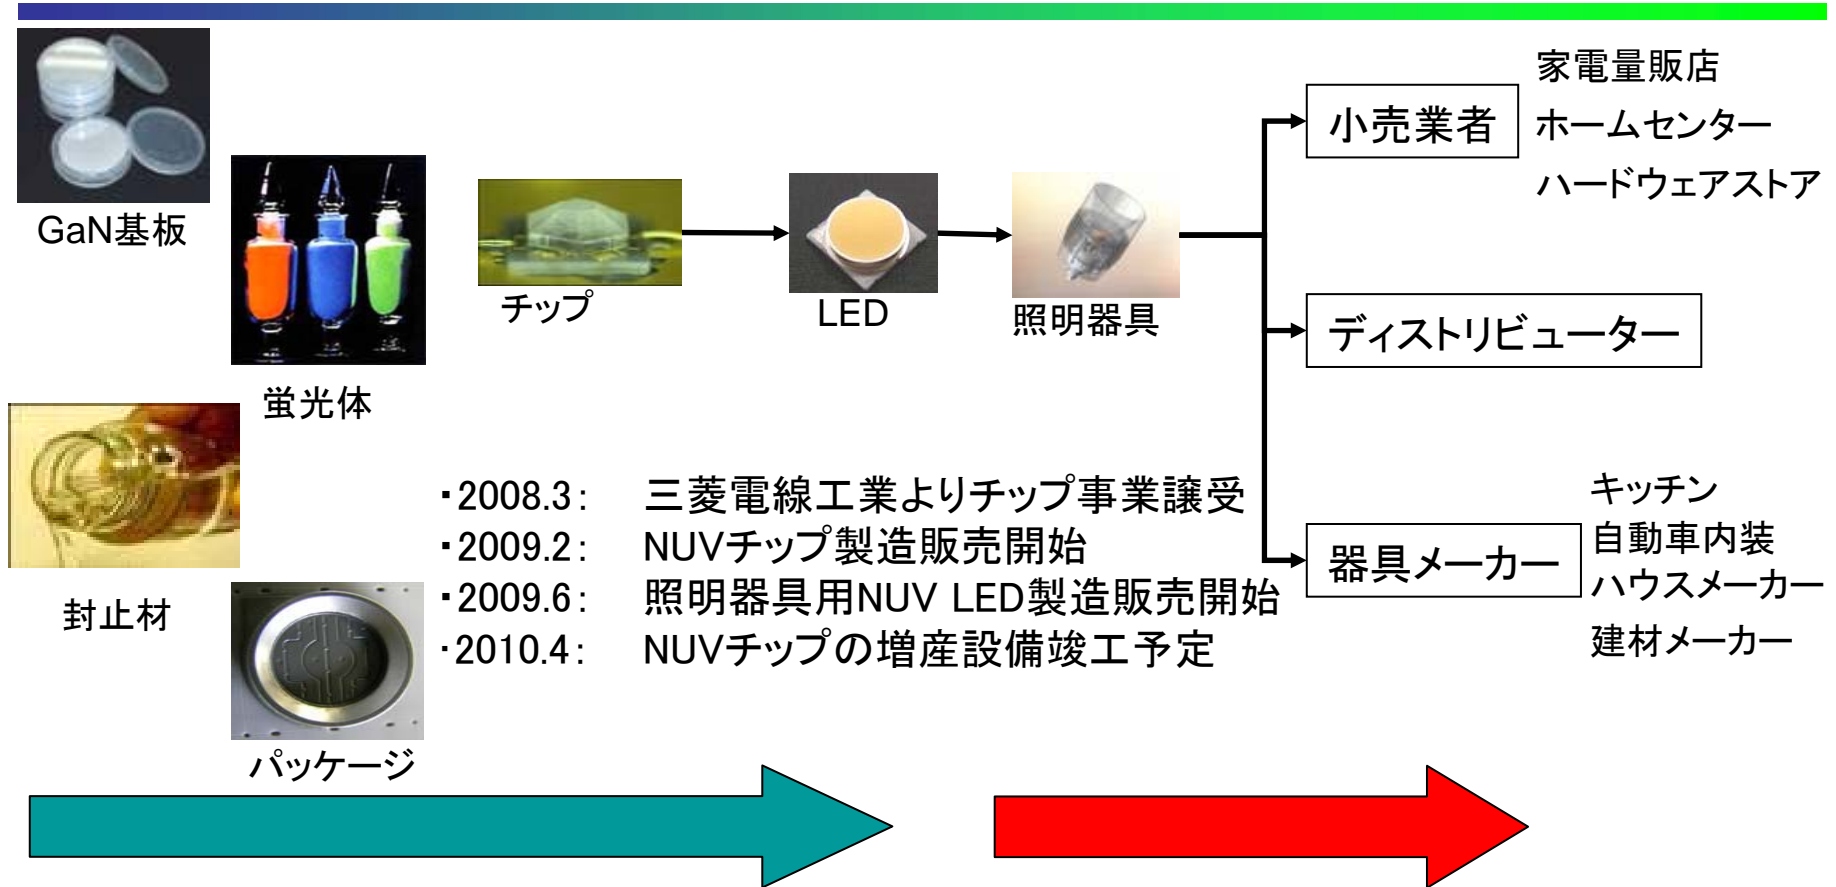 GaN基板
蛍光体
封止材
パッケージ
チップ
LED
照明器具
小売業者
家電量販店
ホームセンター
ハードウェアストア
ディストリビューター
器具メーカー
キッチン
自動車内装
ハウスメーカー
建材メーカー
・2008.3： 三菱電線工業よりチップ事業譲受
・2009.2： NUVチップ製造販売開始
・2009.6： 照明器具用NUV LED製造販売開始
・2010.4： NUVチップの増産設備竣工予定